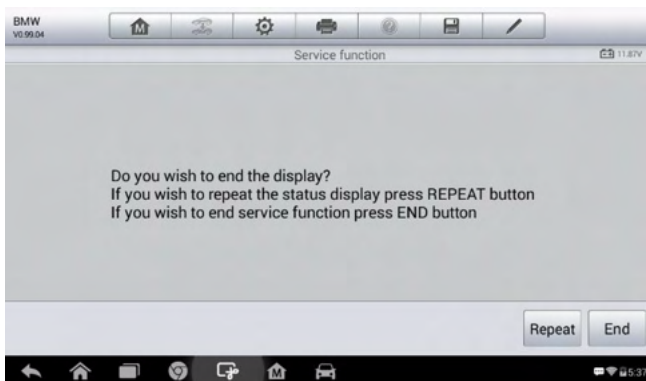 BMW
V0.99.04
M
Service function
11.87V
Do you wish to end the display?
If you wish to repeat the status display press REPEAT button
If you wish to end service function press END button
Repeat
End
M
5:37